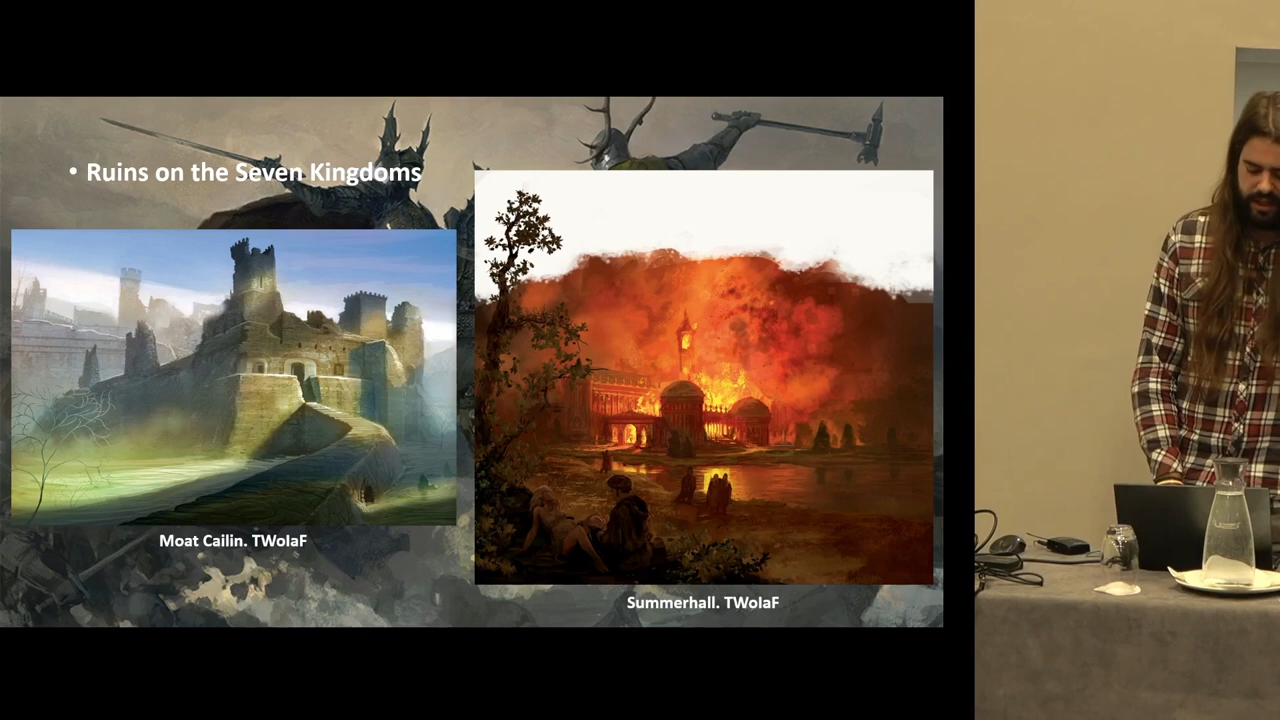 • Ruins on the Seven Kingdoms
Moat Cailin. TWoIaF
Summerhall. TWoIaF